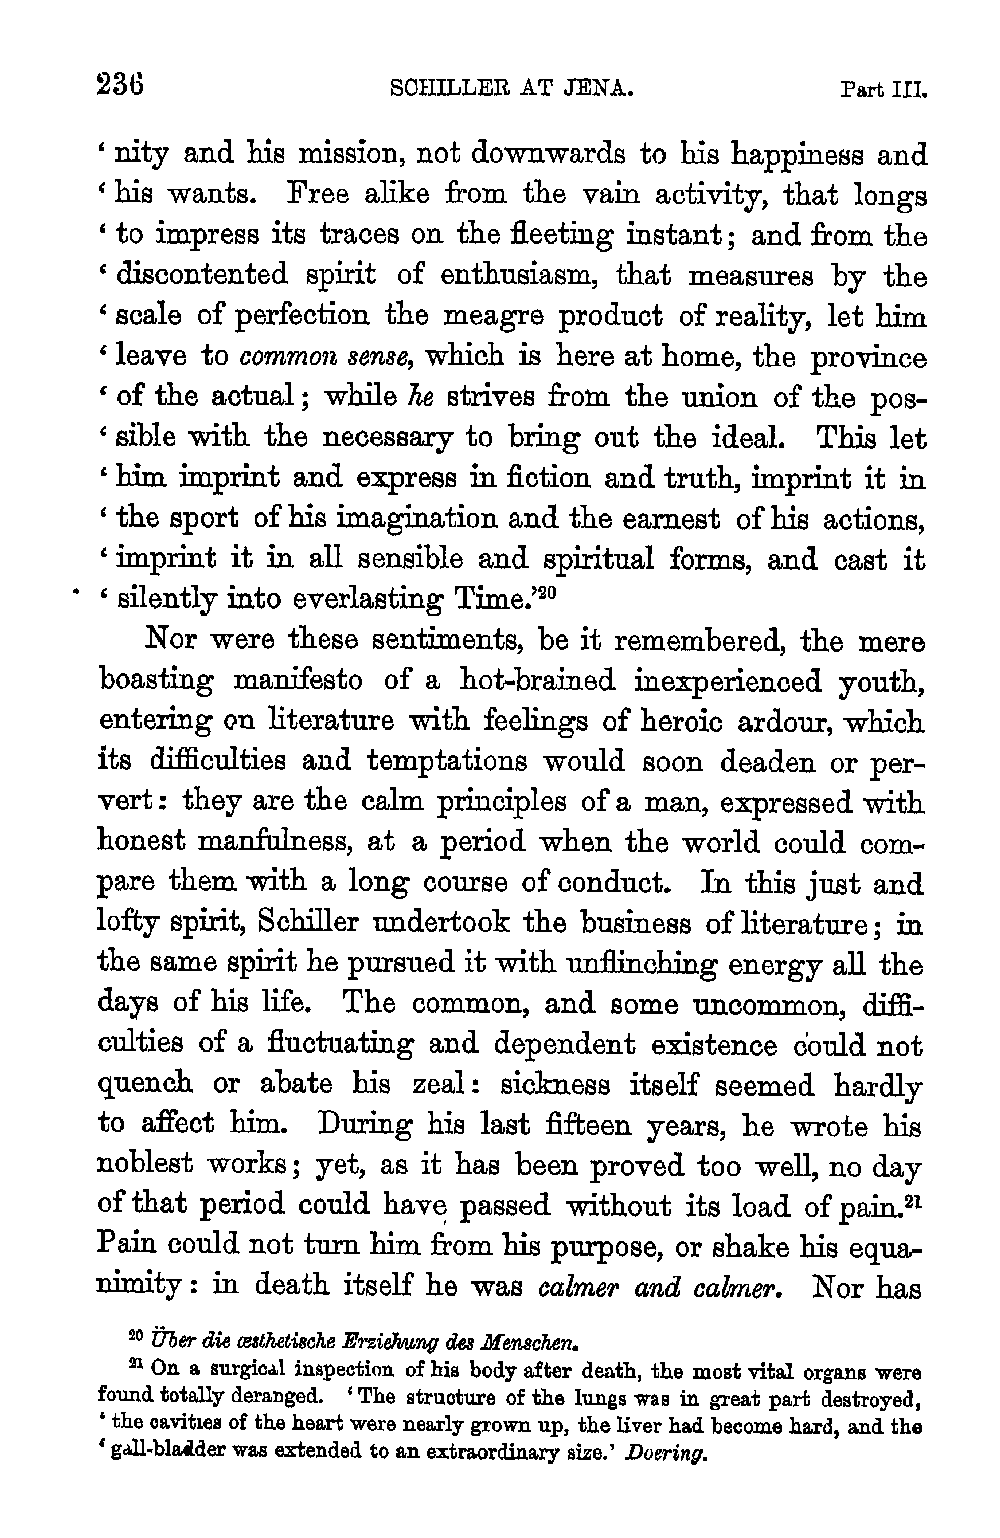 236 SCHILLER AT JENA. Part III.
‘ nity and his mission, not downwards to his happiness and
‘ his wants. Free alike from the vain activity, that longs
‘ to impress its traces on the fleeting instant; and from the
‘ discontented spirit of enthusiasm, that measures by the
‘ scale of perfection the meagre product of reality, let him
‘ leave to common sense, which is here at home, the province
‘ of the actual; while he strives from the union of the pos-
‘ sible with the necessary to bring out the ideal. This let
‘ him imprint and express in fiction and truth, imprint it in
‘ the sport of his imagination and the earnest of his actions,
‘ imprint it in all sensible and spiritual forms, and cast it
‘ silently into everlasting Time.’20
Nor were these sentiments, be it remembered, the mere
boasting manifesto of a hot-brained inexperienced youth,
entering on literature with feelings of heroic ardour, which
its difficulties and temptations would soon deaden or per-
vert: they are the calm principles of a man, expressed with
honest manfulness, at a period when the world could com-
pare them with a long course of conduct. In this just and
lofty spirit, Schiller undertook the business of literature; in
the same spirit he pursued it with unflinching energy all the
days of his life. The common, and some uncommon, diffi-
culties of a fluctuating and dependent existence could not
quench or abate his zeal: sickness itself seemed hardly
to affect him. During his last fifteen years, he wrote his
noblest works; yet, as it has been proved too well, no day
of that period could have passed without its load of pain.21
Pain could not turn him from his purpose, or shake his equa-
nimity: in death itself he was calmer and calmer. Nor has
20 Über die æsthetische Erziehung des Menschen.
21 On a surgical inspection of his body after death, the most vital organs were
found totally deranged. ‘ The structure of the lungs was in great part destroyed,
‘ the cavities of the heart were nearly grown up, the liver had become hard, and the
‘ gall-bladder was extended to an extraordinary size.’ Doering.